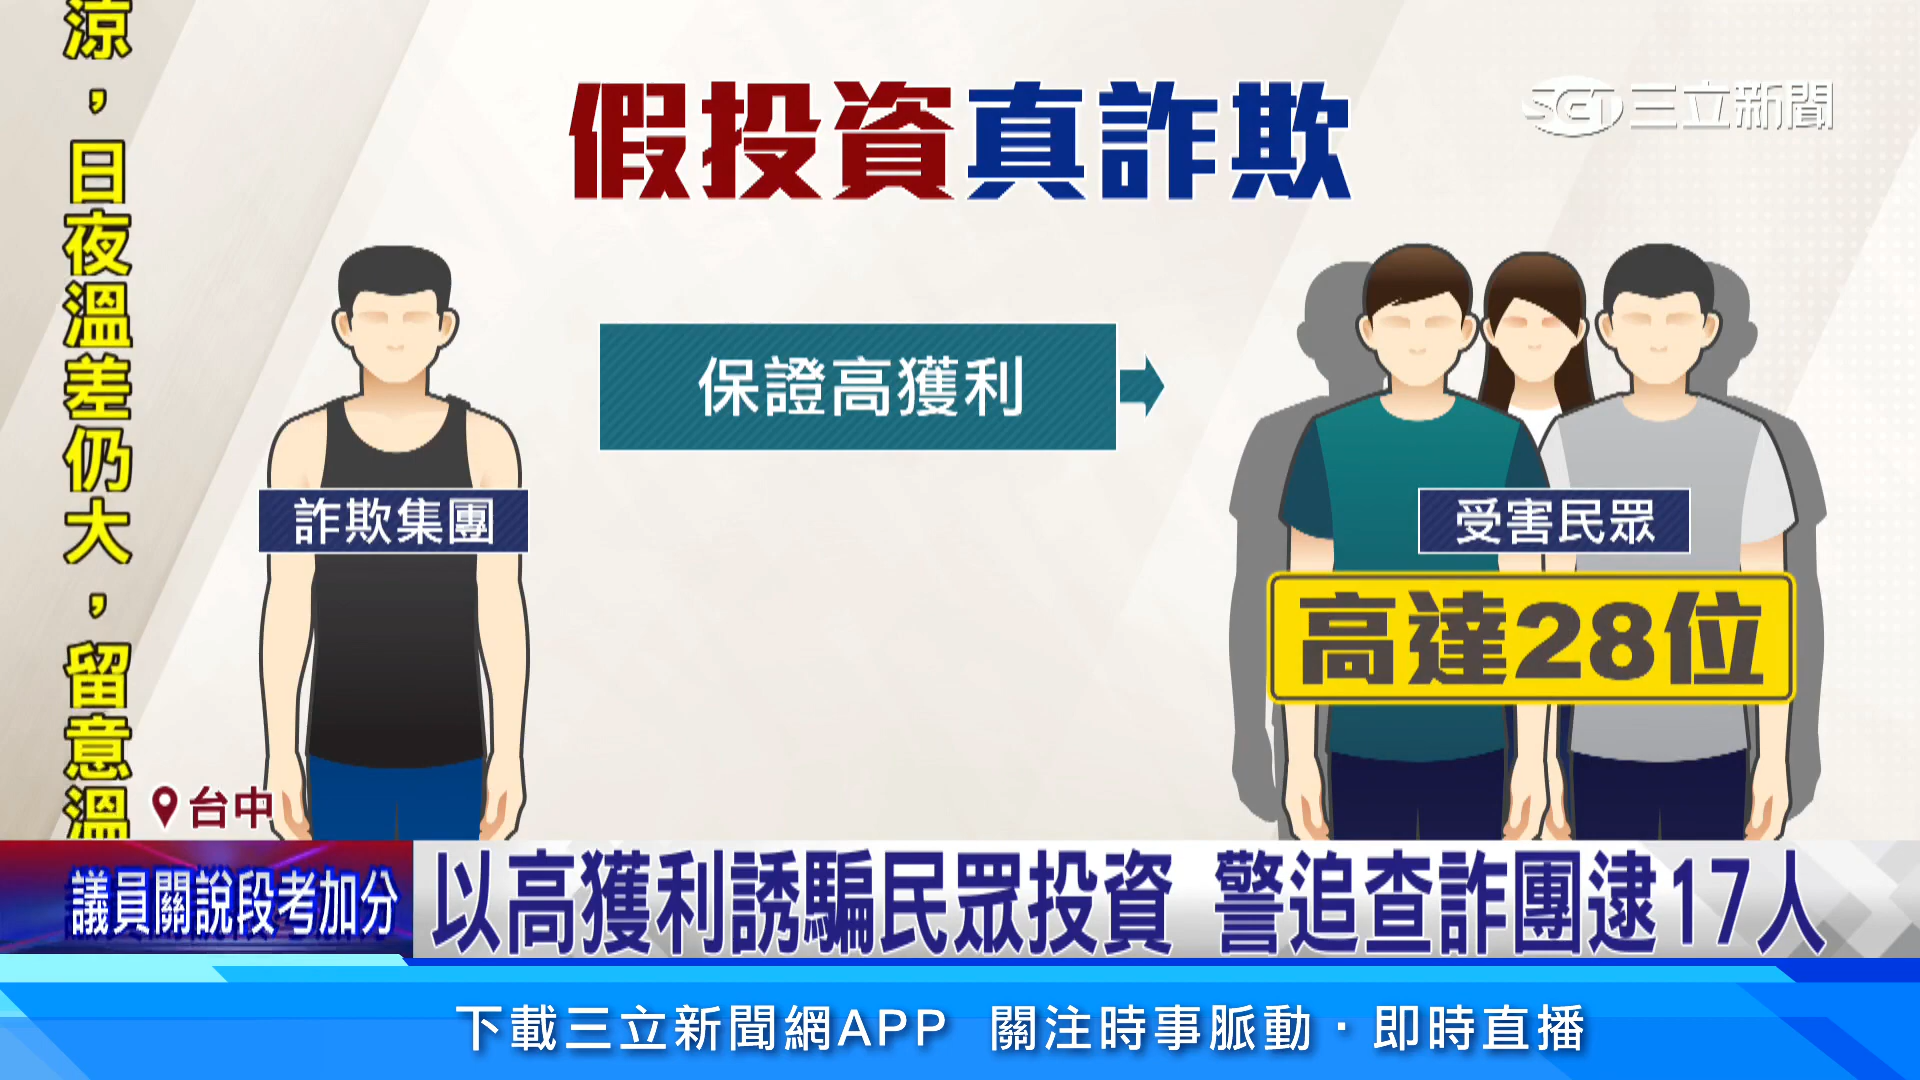 涼，日夜溫差仍大，留意溫
假投資真詐欺
SET三立新聞
保證高獲利
詐欺集團
受害民眾
高達28位
台中
議員關說段考加分
以高獲利誘騙民眾投資 警追查詐團逮17人
下載三立新聞網APP 關注時事脈動·即時直播